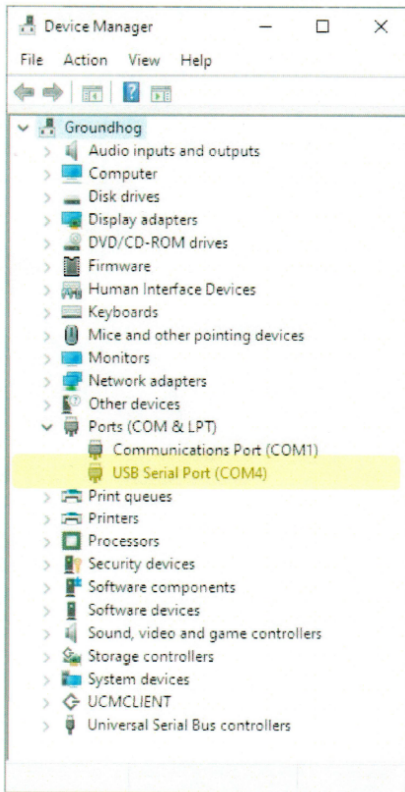 Device Manager
File Action View Help
Groundhog
Audio inputs and outputs
Computer
Disk drives
Display adapters
DVD/CD-ROM drives
Firmware
Human Interface Devices
Keyboards
Mice and other pointing devices
Monitors
Network adapters
Other devices
Ports (COM & LPT)
Communications Port (COM1)
USB Serial Port (COM4)
Print queues
Printers
Processors
Security devices
Software components
Software devices
Sound, video and game controllers
Storage controllers
System devices
UCMCLIENT
Universal Serial Bus controllers